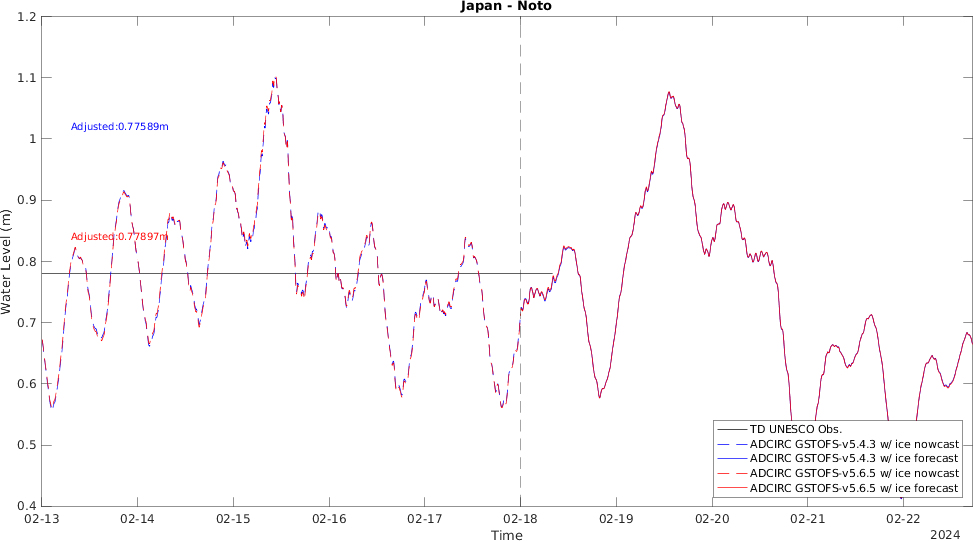 Japan - Noto
Water Level (m)
1.2
1.1
1
0.9
0.8
0.7
0.6
0.5
0.4
Adjusted:0.77589m
Adjusted:0.77897m
TD UNESCO Obs.
ADCIRC GSTOFS-v5.4.3 w/ ice nowcast
ADCIRC GSTOFS-v5.4.3 w/ ice forecast
ADCIRC GSTOFS-v5.6.5 w/ ice nowcast
ADCIRC GSTOFS-v5.6.5 w/ ice forecast
02-13 02-14 02-15 02-16 02-17 02-18 02-19 02-20 02-21 02-22
Time
2024